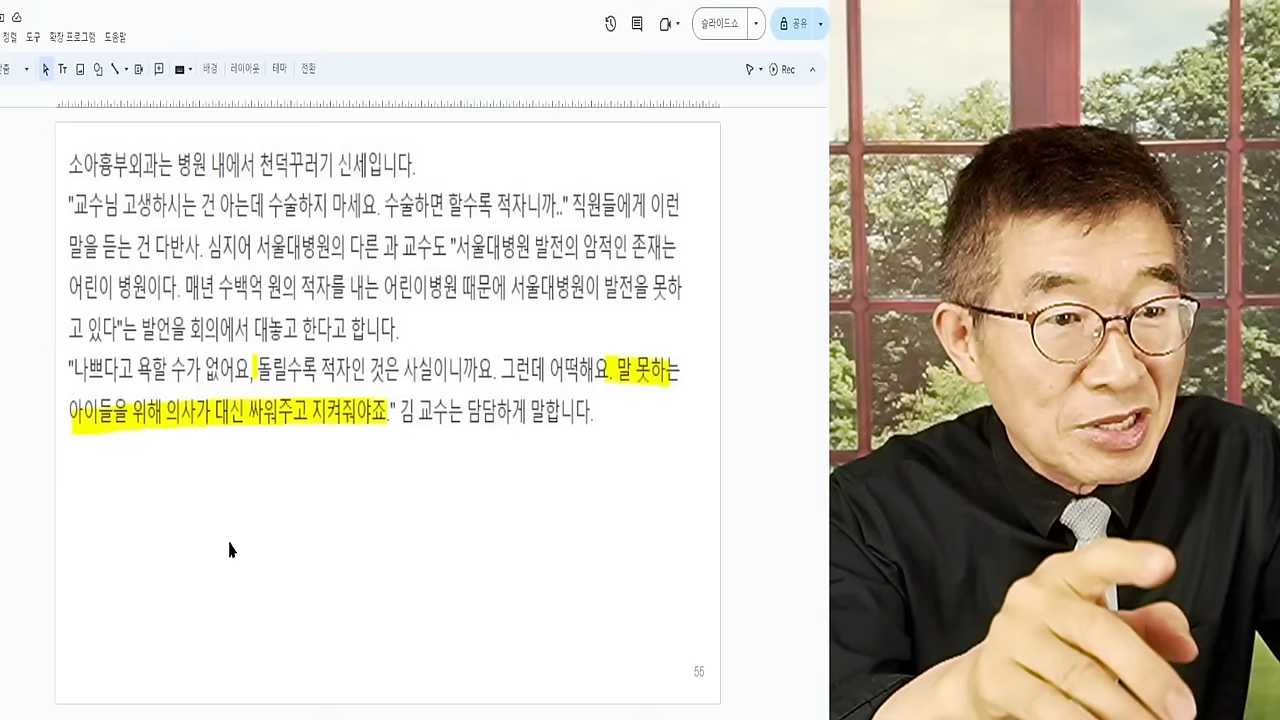 정렬 도구 확장 프로그램 도움말
슬라이드쇼
공유
Tr
배경 레이아웃 테마 전환
Rec
소아흉부외과는 병원 내에서 천덕꾸러기 신세입니다.
"교수님 고생하시는 건 아는데 수술하지 마세요. 수술하면 할수록 적자니까.." 직원들에게 이런
말을 듣는 건 다반사. 심지어 서울대병원의 다른 과 교수도 "서울대병원 발전의 암적인 존재는
어린이 병원이다. 매년 수백억 원의 적자를 내는 어린이병원 때문에 서울대병원이 발전을 못하
고 있다"는 발언을 회의에서 대놓고 한다고 합니다.
"나쁘다고 욕할 수가 없어요, 돌릴수록 적자인 것은 사실이니까요. 그런데 어떡해요. 말 못하는
아이들을 위해 의사가 대신 싸워주고 지켜줘야죠." 김 교수는 담담하게 말합니다.
55